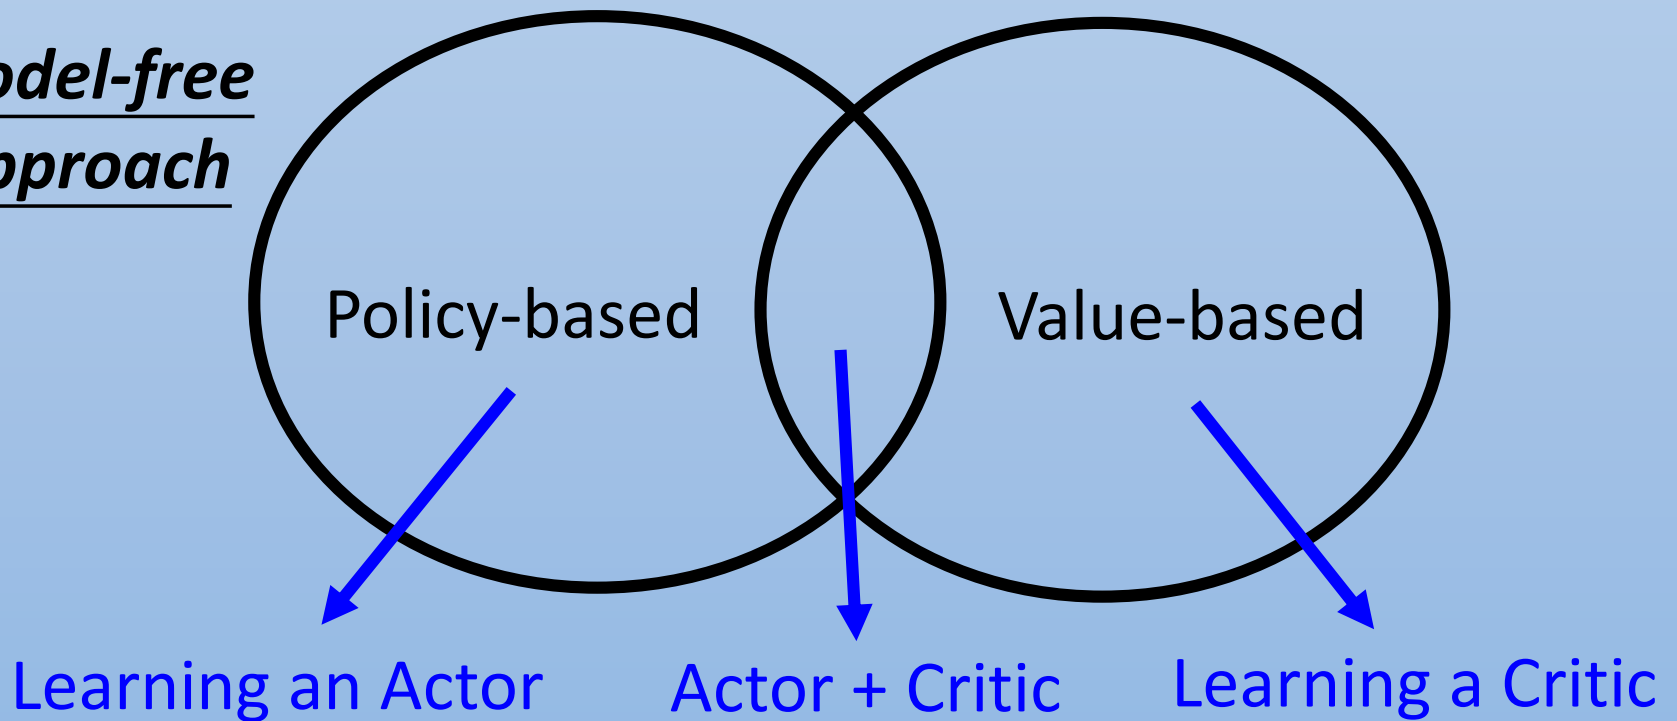 odel-free
pproach
Policy-based
Value-based
Learning an Actor
Actor + Critic
Learning a Critic